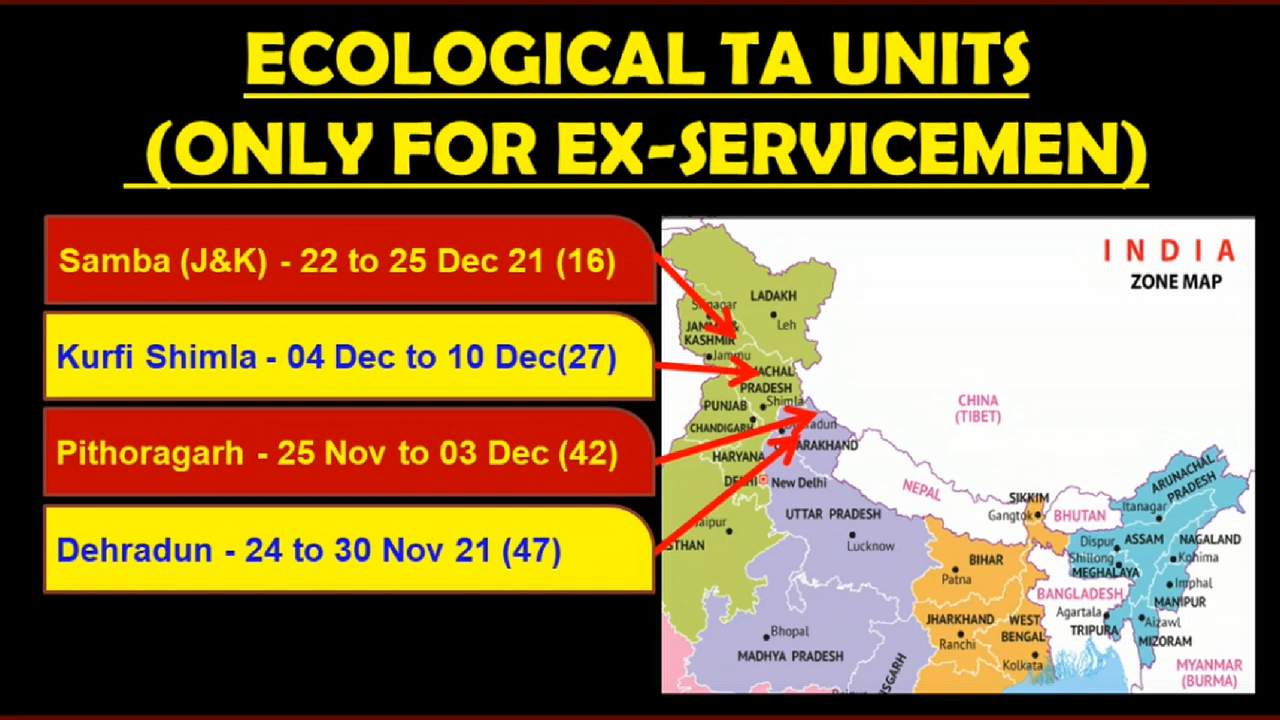 ECOLOGICAL TA UNITS
(ONLY FOR EX-SERVICEMEN)
Samba (J&K) - 22 to 25 Dec 21 (16)
Kurfi Shimla - 04 Dec to 10 Dec(27)
Pithoragarh - 25 Nov to 03 Dec (42)
Dehradun - 24 to 30 Nov 21 (47)
INDIA
ZONE MAP
LADAKH
Leh
KASHMIR
Jammu
PRADESH
PUNJAB
Shimla
CHANDIGARH
HARYANA
New Delhi
UTTAR PRADESH
Lucknow
CHINA
(TIBET)
NEPAL
SIKKIM
Gangtok
BHUTAN
ARUNACHAL
PRADESH
Itanagar
Dispur
ASSAM
NAGALAND
Shillong
Kohima
MEGHALAYA
Imphal
BANGLADESH
MANIPUR
Agartala
Aizawl
TRIPURA
MIZORAM
BIHAR
Patna
JHARKHAND
Ranchi
WEST
BENGAL
Kolkata
Bhopal
MADHYA PRADESH
MYANMAR
(BURMA)